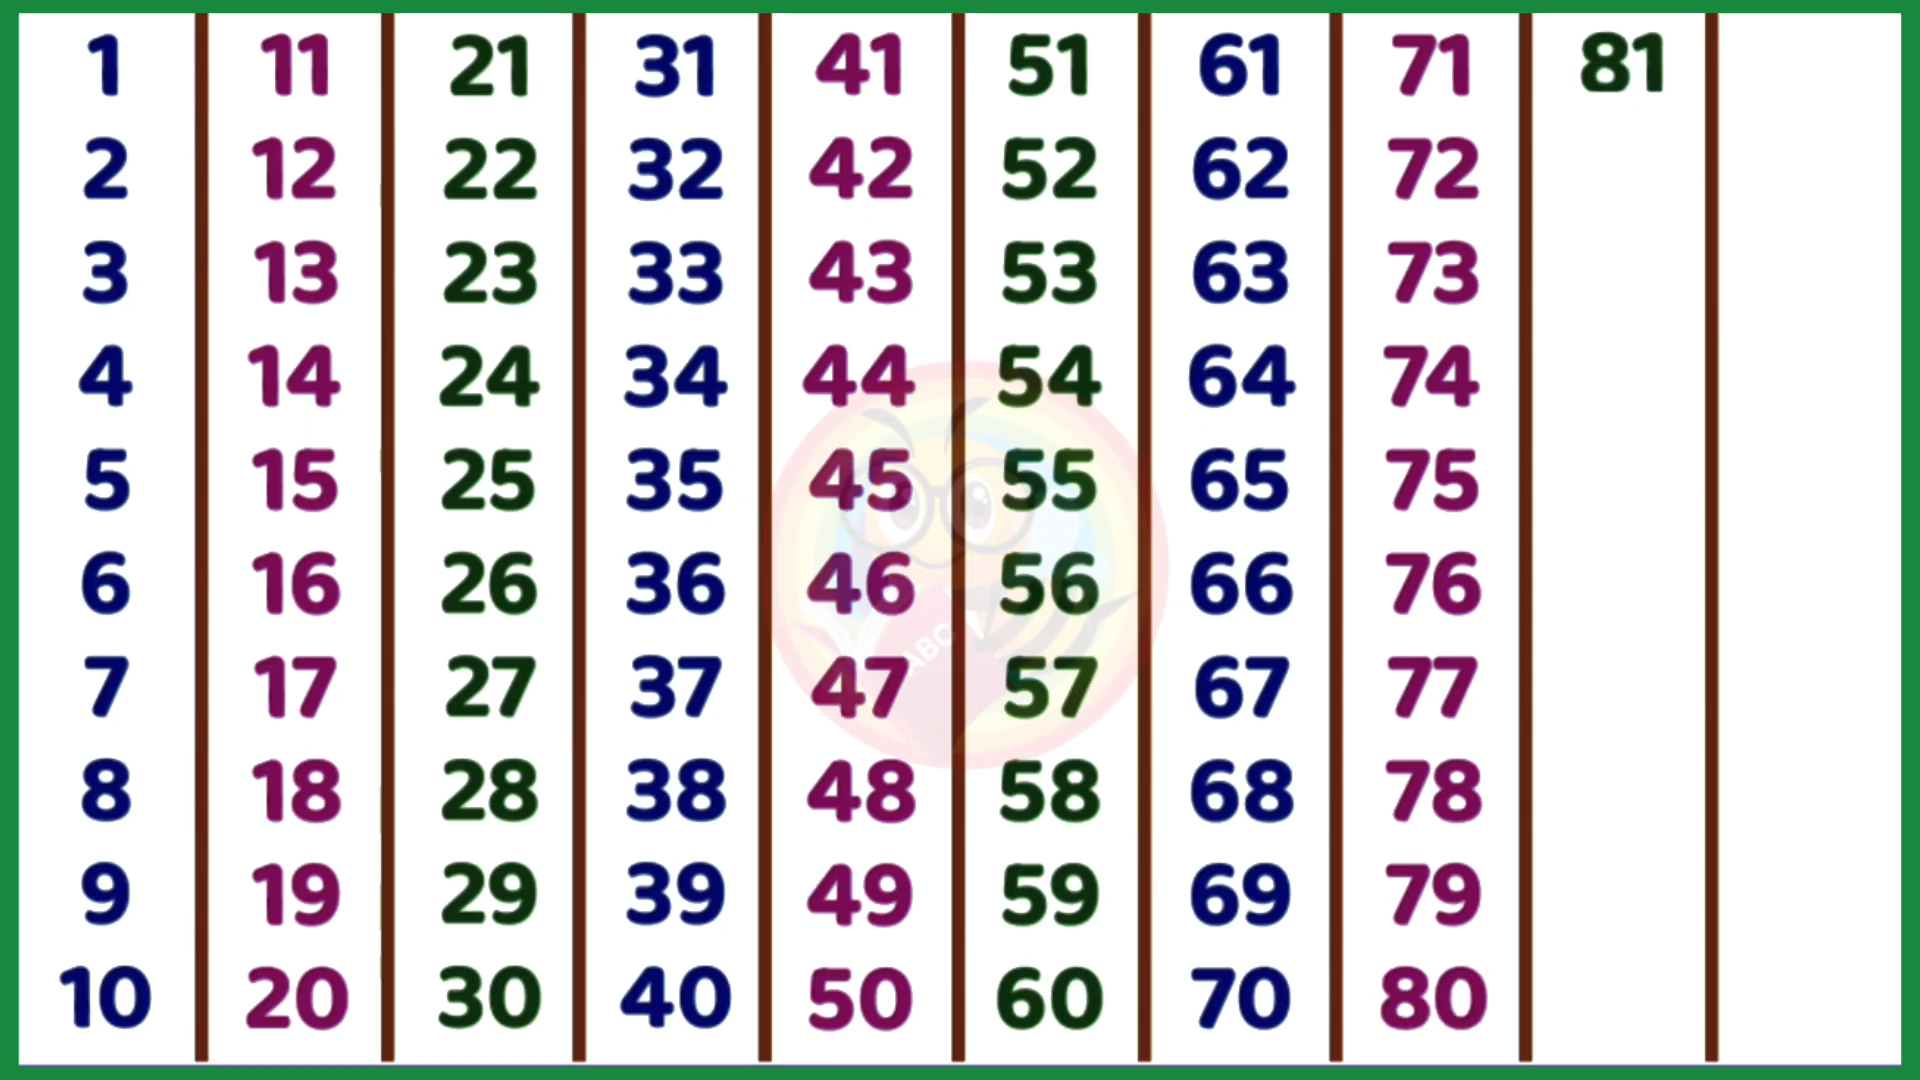 1 11 21 31 41 51 61 71 81
2 12 22 32 42 52 62 72
3 13 23 33 43 53 63 73
4 14 24 34 44 54 64 74
5 15 25 35 45 55 65 75
6 16 26 36 46 56 66 76
ABC
7 17 27 37 47 57 67 77
8 18 28 38 48 58 68 78
9 19 29 39 49 59 69 79
10 20 30 40 50 60 70 80